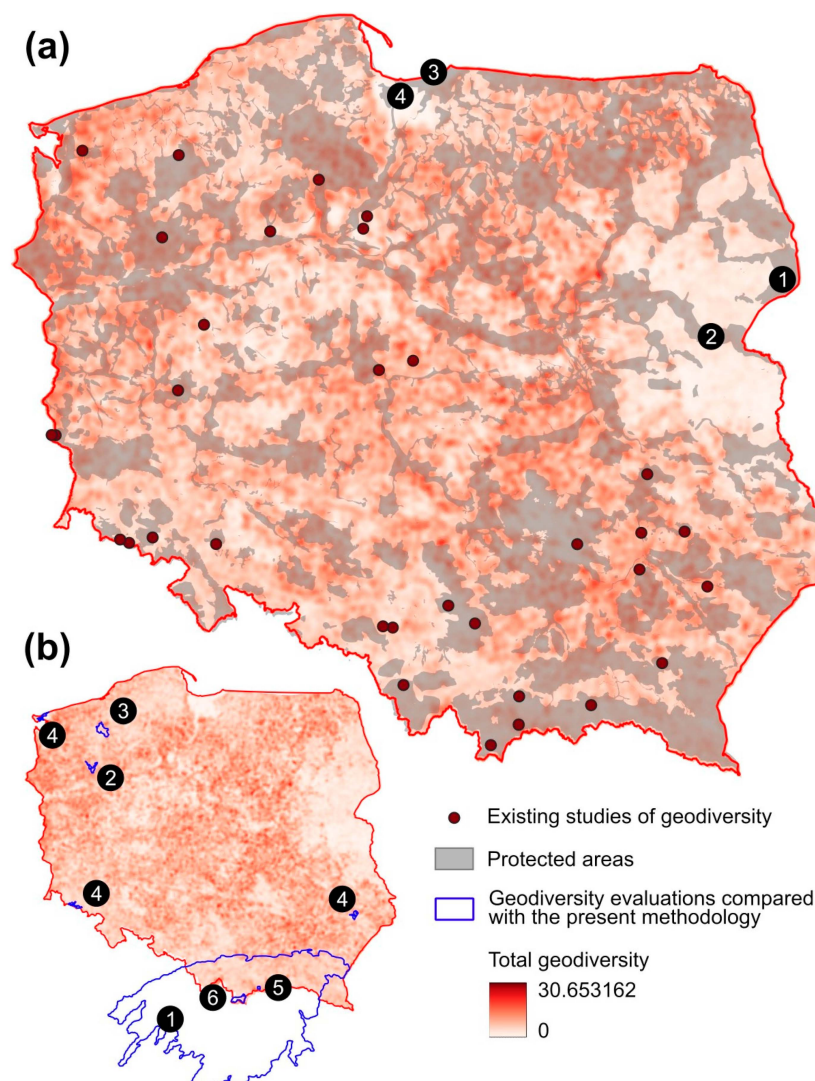 (a)
3
4
1
2
(b)
3
4
2
4
4
5
6
1
Existing studies of geodiversity
Protected areas
Geodiversity evaluations compared
with the present methodology
Total geodiversity
30.653162
0